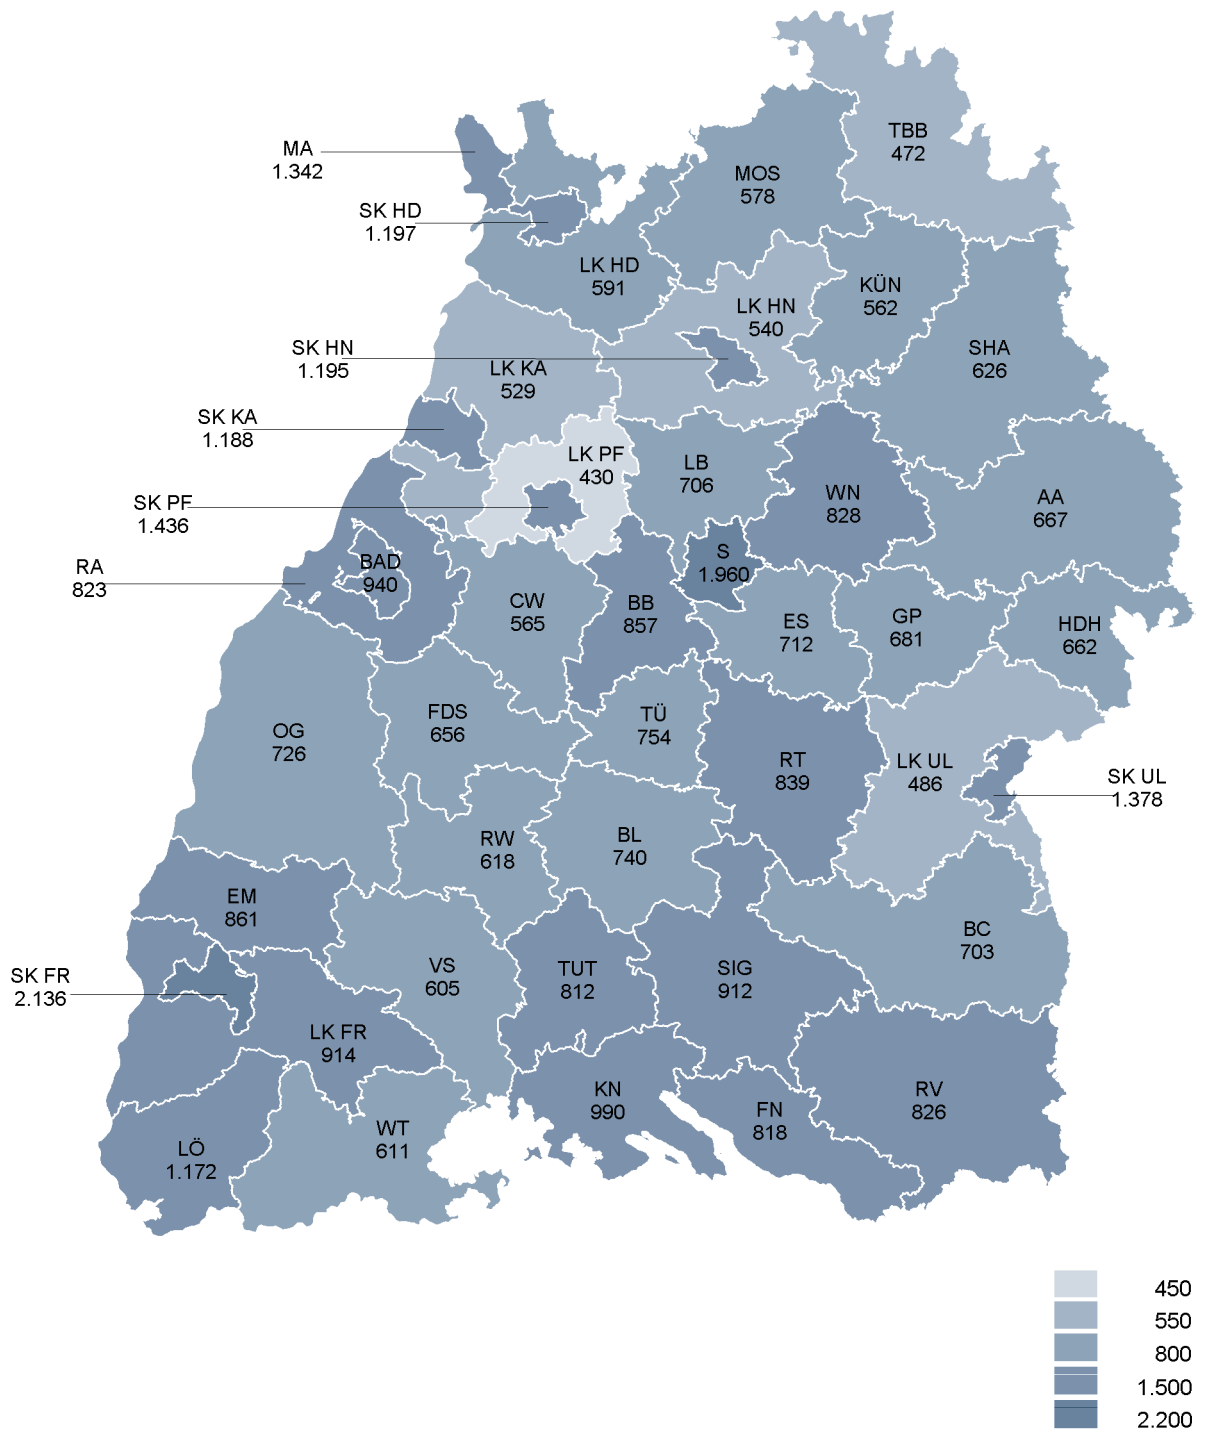 TBB
472
MA
1.342
MOS
578
SK HD
1.197
LK HD
591
KÜN
562
LK HN
540
SK HN
1.195
SHA
626
LK KA
529
SK KA
1.188
LK PF
430
LB
706
WN
828
AA
667
SK PF
1.436
S
1.960
BAD
940
RA
823
CW
565
BB
857
ES
712
GP
681
HDH
662
FDS
656
TÜ
754
OG
726
RT
839
LK UL
486
SK UL
1.378
RW
618
BL
740
EM
861
BC
703
SK FR
2.136
VS
605
TUT
812
SIG
912
LK FR
914
KN
990
FN
818
RV
826
WT
611
LÖ
1.172
450
550
800
1.500
2.200